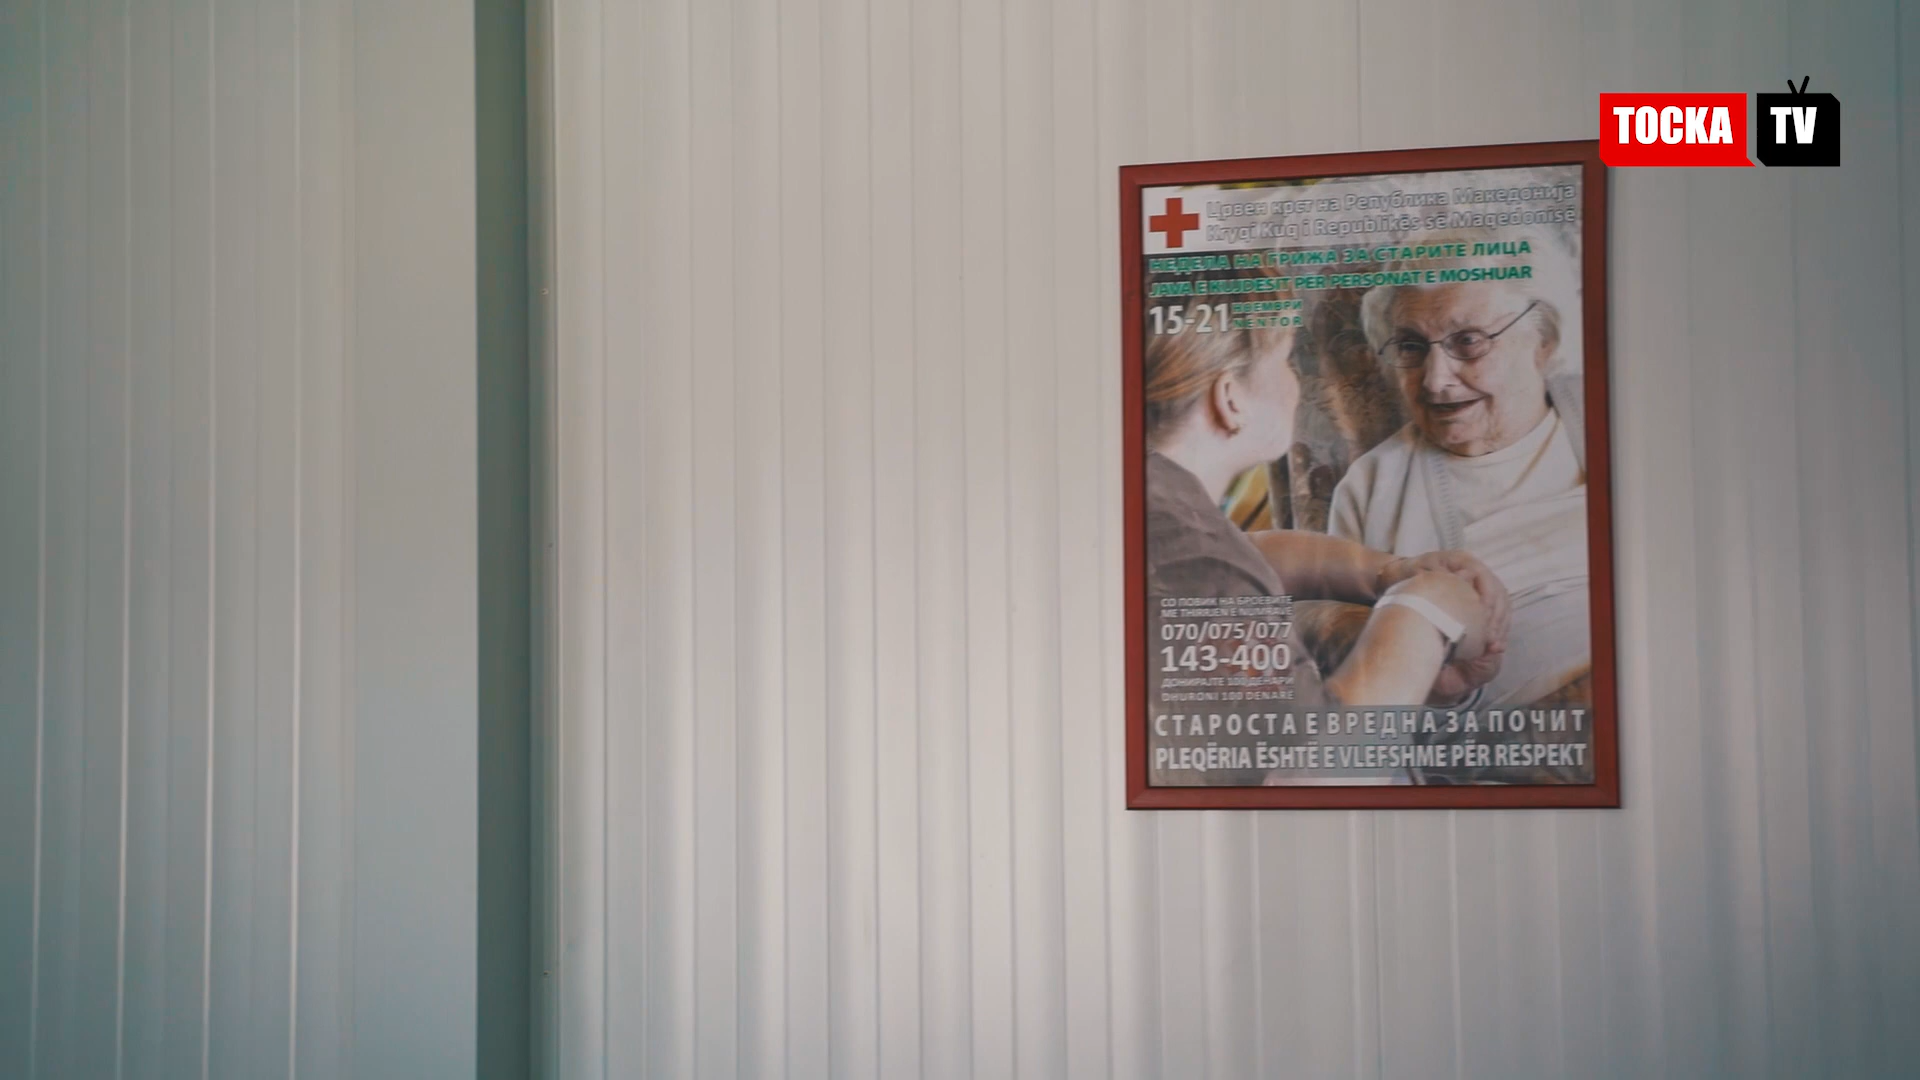 TOCKA TV
Црвен крст на Република Македонија
Kryqi Kuq i Republikës së Maqedonisë
НЕДЕЛА НА ГРИЖА ЗА СТАРИТЕ ЛИЦА
JAVA E KUJDESIT PER PERSONAT E MOSHUAR
15-21 НОЕМВРИ
NENTOR
СО ПОВИК НА БРОЕВИТЕ
ME THIRRJEN E NUMRAVE
070/075/077
143-400
ДОНИРАЈТЕ 100 ДЕНАРИ
DHURONI 100 DENARE
СТАРОСТА Е ВРЕДНА ЗА ПОЧИТ
PLEQËRIA ËSHTË E VLEFSHME PËR RESPEKT